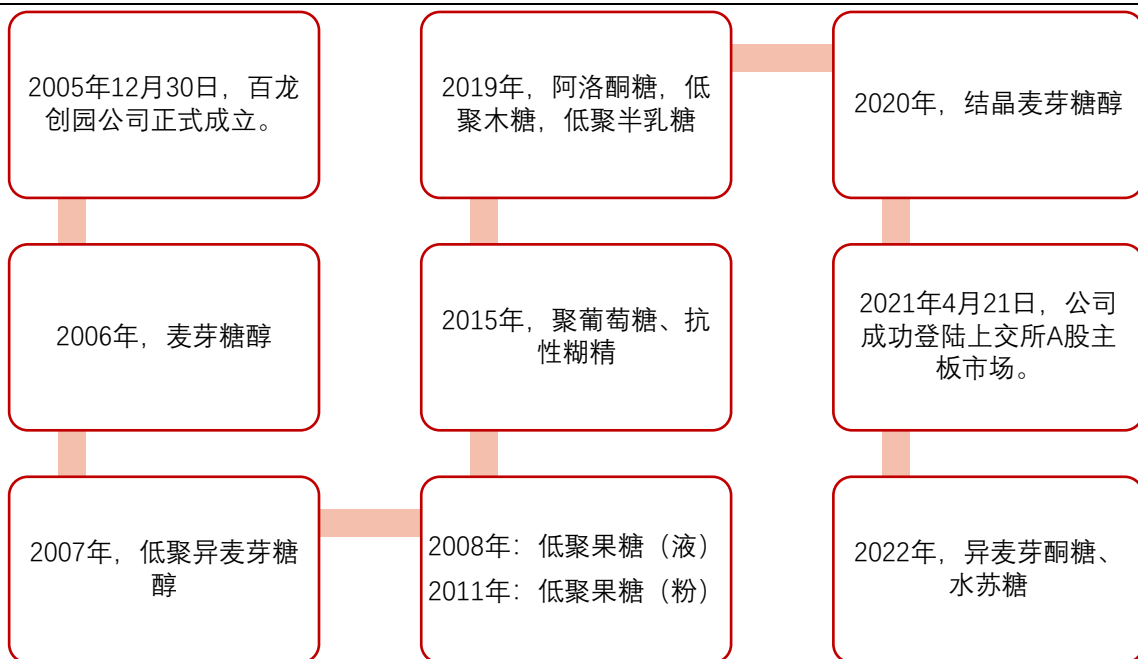 2005年12月30日，百龙
创园公司正式成立。
2006年，麦芽糖醇
2007年，低聚异麦芽糖
醇
2008年：低聚果糖（液）
2011年：低聚果糖（粉）
2015年，聚葡萄糖、抗
性糊精
2019年，阿洛酮糖，低
聚木糖，低聚半乳糖
2020年，结晶麦芽糖醇
2021年4月21日，公司
成功登陆上交所A股主
板市场。
2022年，异麦芽酮糖、
水苏糖